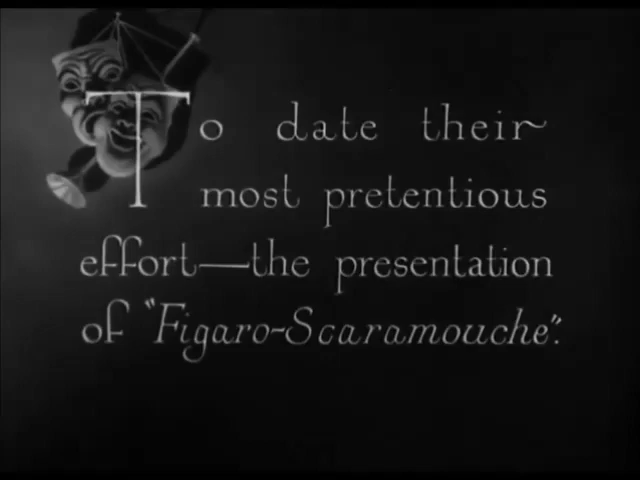 To date their
most pretentious
effort—the presentation
of "Figaro-Scaramouche".